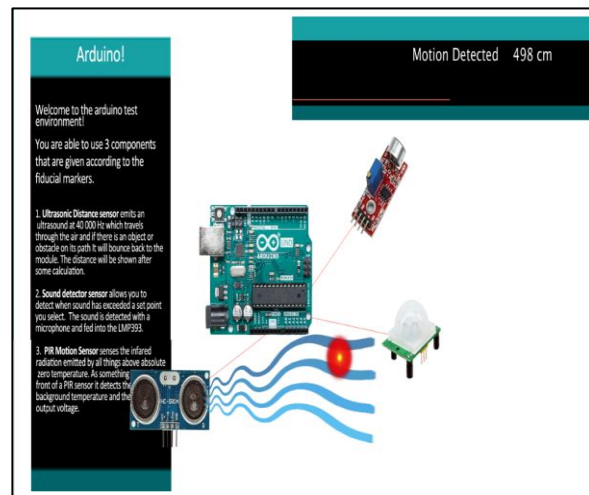 Arduino!
Motion Detected 498 cm
Welcome to the arduino test
environment!
You are able to use 3 components
that are given according to the
fiducial markers.
1. Ultrasonic Distance sensor emits an
ultrasound at 40 000 Hz which travels
through the air and if there is an object or
obstacle on its path It will bounce back to the
module. The distance will be shown after
some calculation.
2. Sound detector sensor allows you to
detect when sound has exceeded a set point
you select. The sound is detected with a
microphone and fed into the LMP393.
3. PIR Motion Sensor senses the infared
radiation emitted by all things above absolute
zero temperature. As something
front of a PIR sensor it detects the
background temperature and the
output voltage.
ARDUINO
UNO